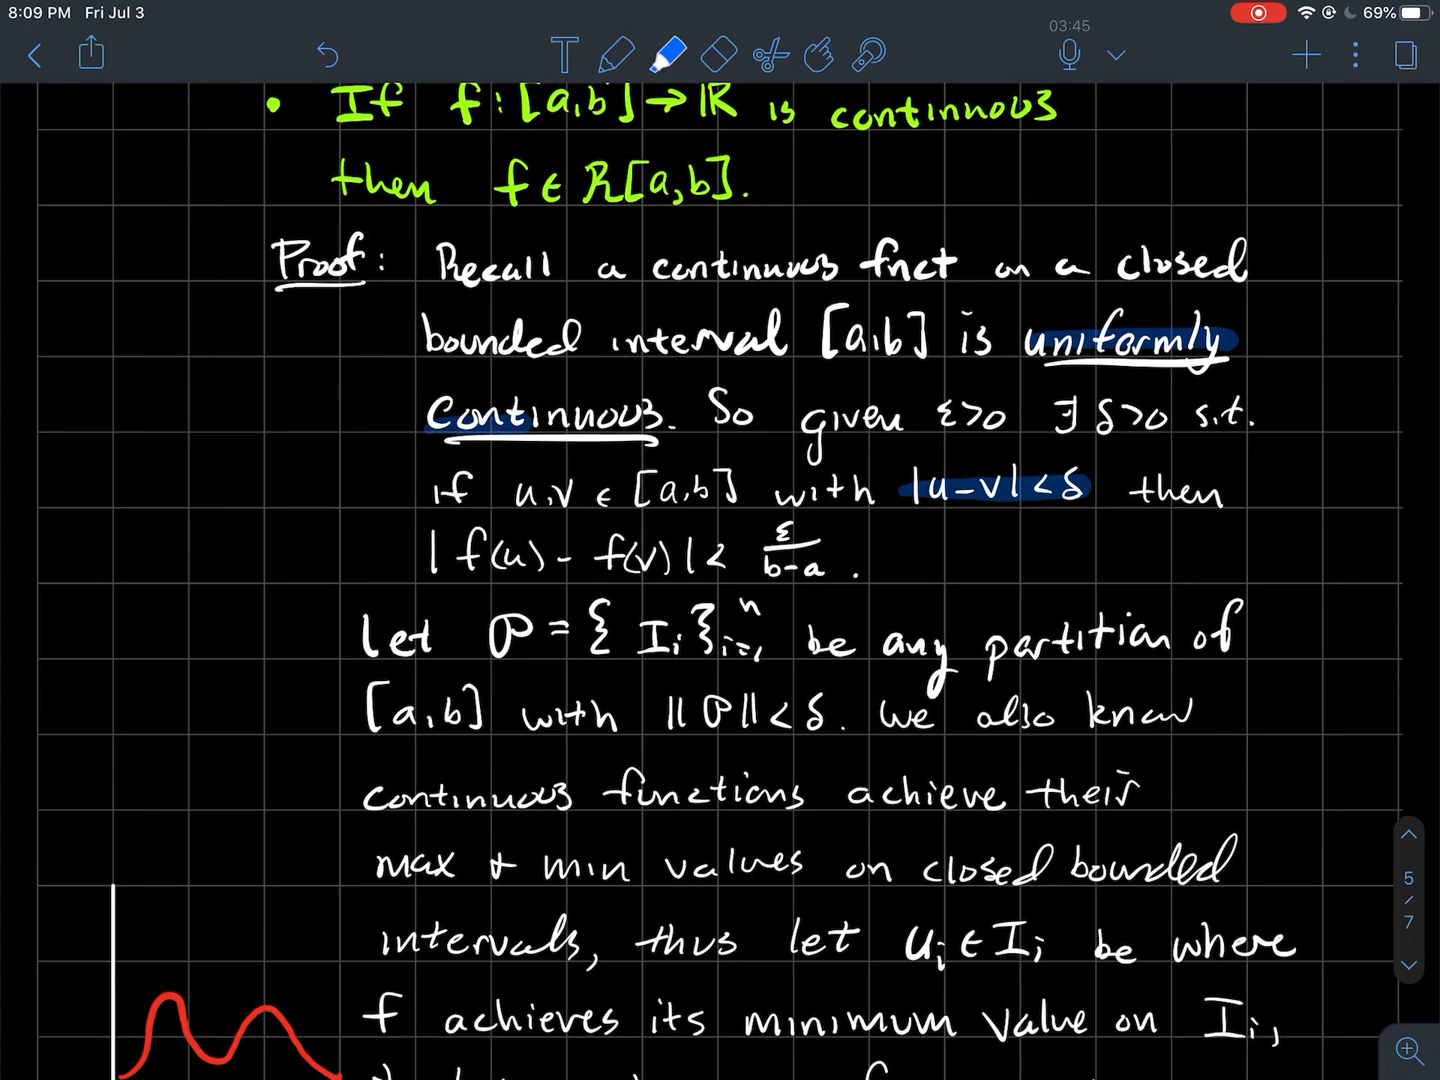 8:09 PM Fri Jul 3
69%
03:45
T
• If f:[a,b]→ℝ is continuous
then f∈R[a,b].
Proof: Recall a continuous fnct on a closed
bounded interval [a,b] is uniformly
continuous. So given ε>0 ∃ δ>0 s.t.
if u,v ∈ [a,b] with |u-v|<δ then
|f(u)-f(v)|< ε/(b-a).
Let P={I_i}_{i=1}^n be any partition of
[a,b] with ||P||<δ. We also know
continuous functions achieve their
max + min values on closed bounded
intervals, thus let u_i∈I_i be where
f achieves its minimum value on I_i,
5
/
7